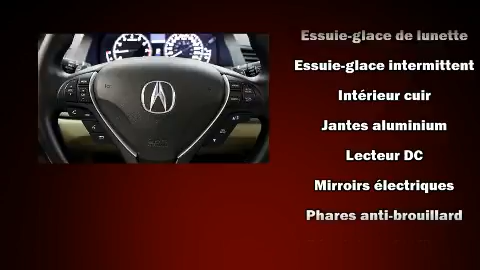 Essuie-glace de lunette
Essuie-glace intermittent
Intérieur cuir
Jantes aluminium
Lecteur DC
Mirroirs électriques
Phares anti-brouillard